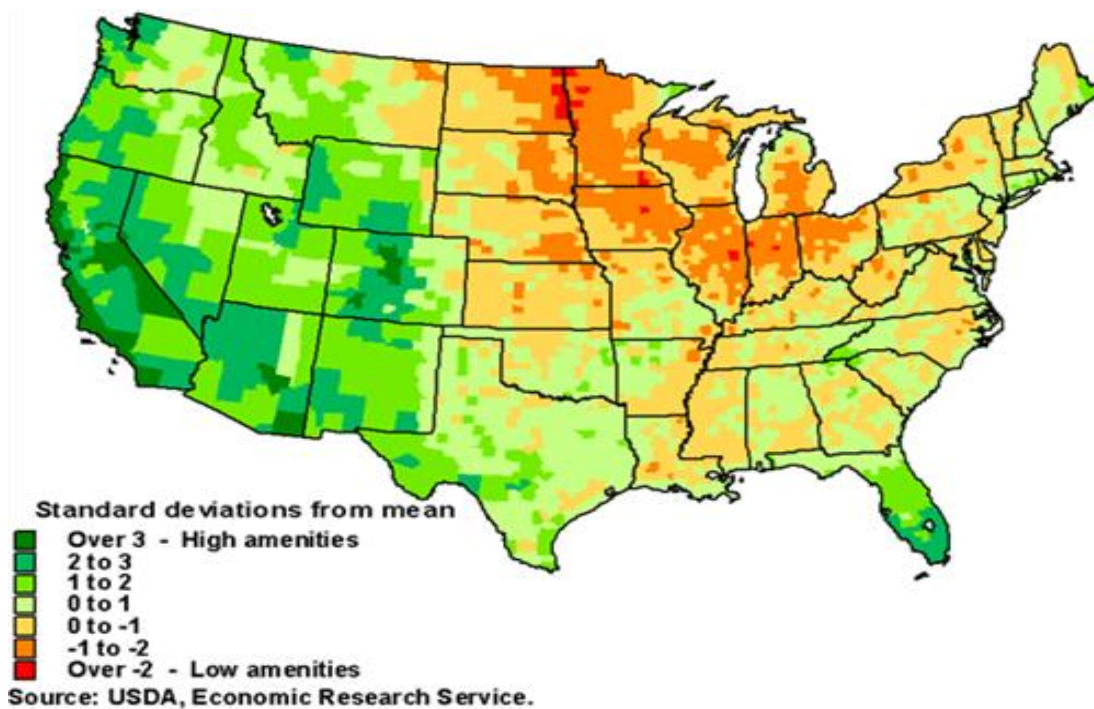 Standard deviations from mean
Over 3 - High amenities
2 to 3
1 to 2
0 to 1
0 to -1
-1 to -2
Over -2 - Low amenities
Source: USDA, Economic Research Service.